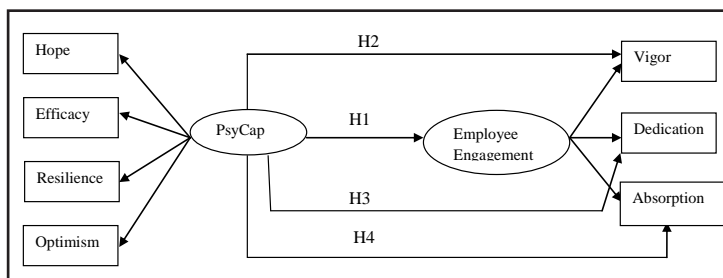 Hope
Efficacy
Resilience
Optimism
PsyCap
H2
H1
H3
H4
Employee
Engagement
Vigor
Dedication
Absorption